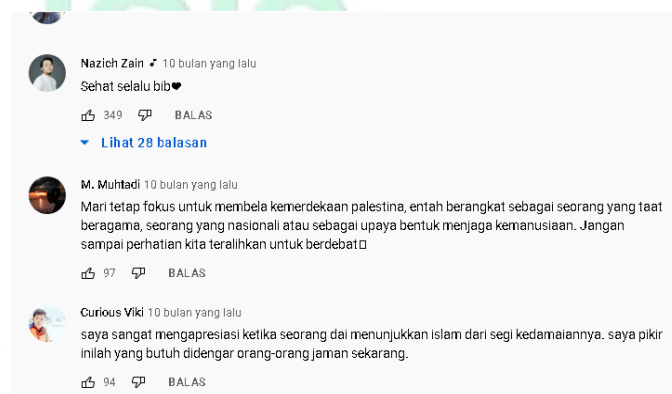 Nazich Zain 10 bulan yang lalu
Sehat selalu bib❤
349 BALAS
Lihat 28 balasan
M. Muhtadi 10 bulan yang lalu
Mari tetap fokus untuk membela kemerdekaan palestina, entah berangkat sebagai seorang yang taat
beragama, seorang yang nasionali atau sebagai upaya bentuk menjaga kemanusiaan. Jangan
sampai perhatian kita teralihkan untuk berdebat
97 BALAS
Curious Viki 10 bulan yang lalu
saya sangat mengapresiasi ketika seorang dai menunjukkan islam dari segi kedamaiannya. saya pikir
inilah yang butuh didengar orang-orang jaman sekarang.
94 BALAS